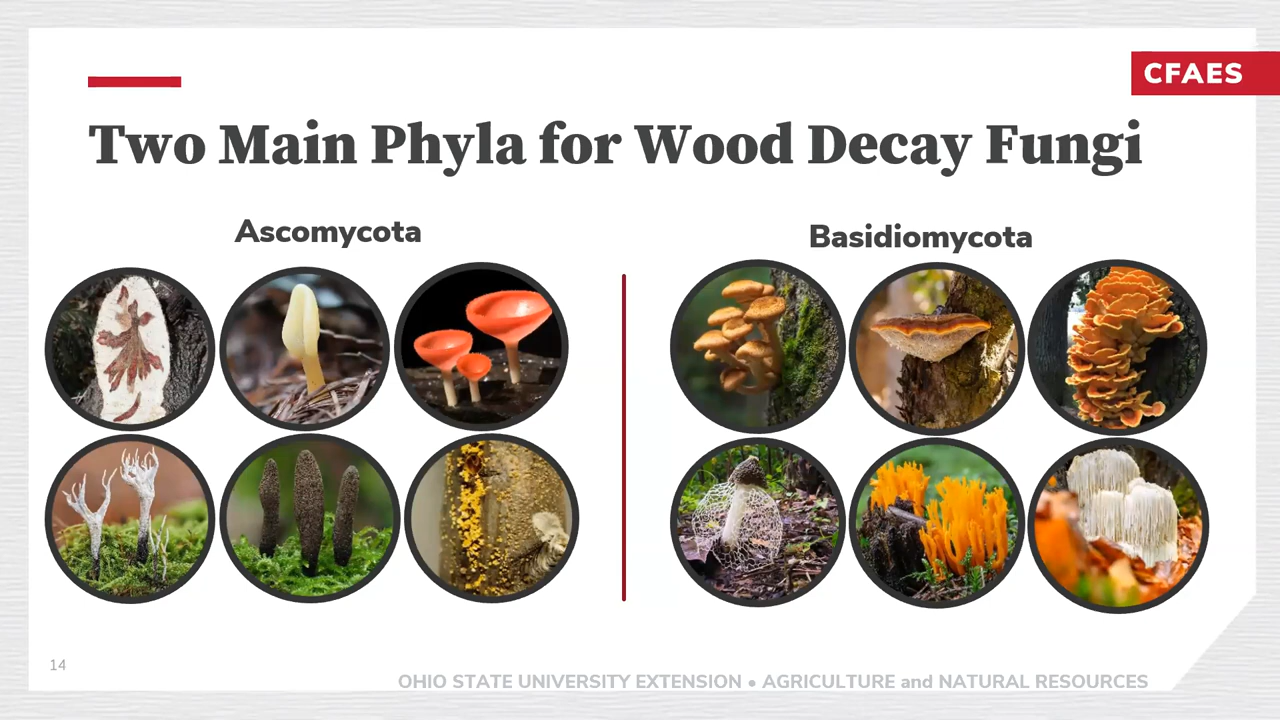 CFAES
Two Main Phyla for Wood Decay Fungi
Ascomycota
Basidiomycota
14
OHIO STATE UNIVERSITY EXTENSION • AGRICULTURE and NATURAL RESOURCES